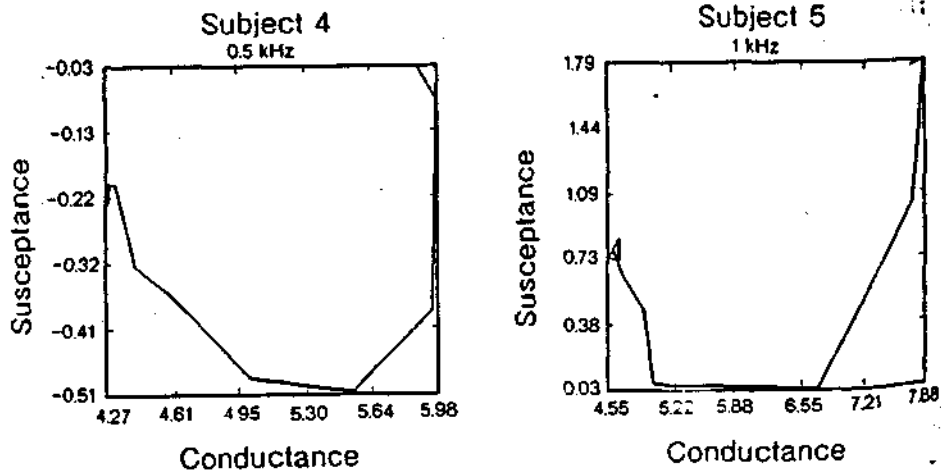 Subject 4
0.5 kHz
-0.03
-0.13
-0.22
-0.32
-0.41
-0.51
Susceptance
4.27 4.61 4.95 5.30 5.64 5.98
Conductance
Subject 5
1 kHz
1.79
1.44
1.09
0.73
0.38
0.03
Susceptance
4.55 5.22 5.88 6.55 7.21 7.88
Conductance